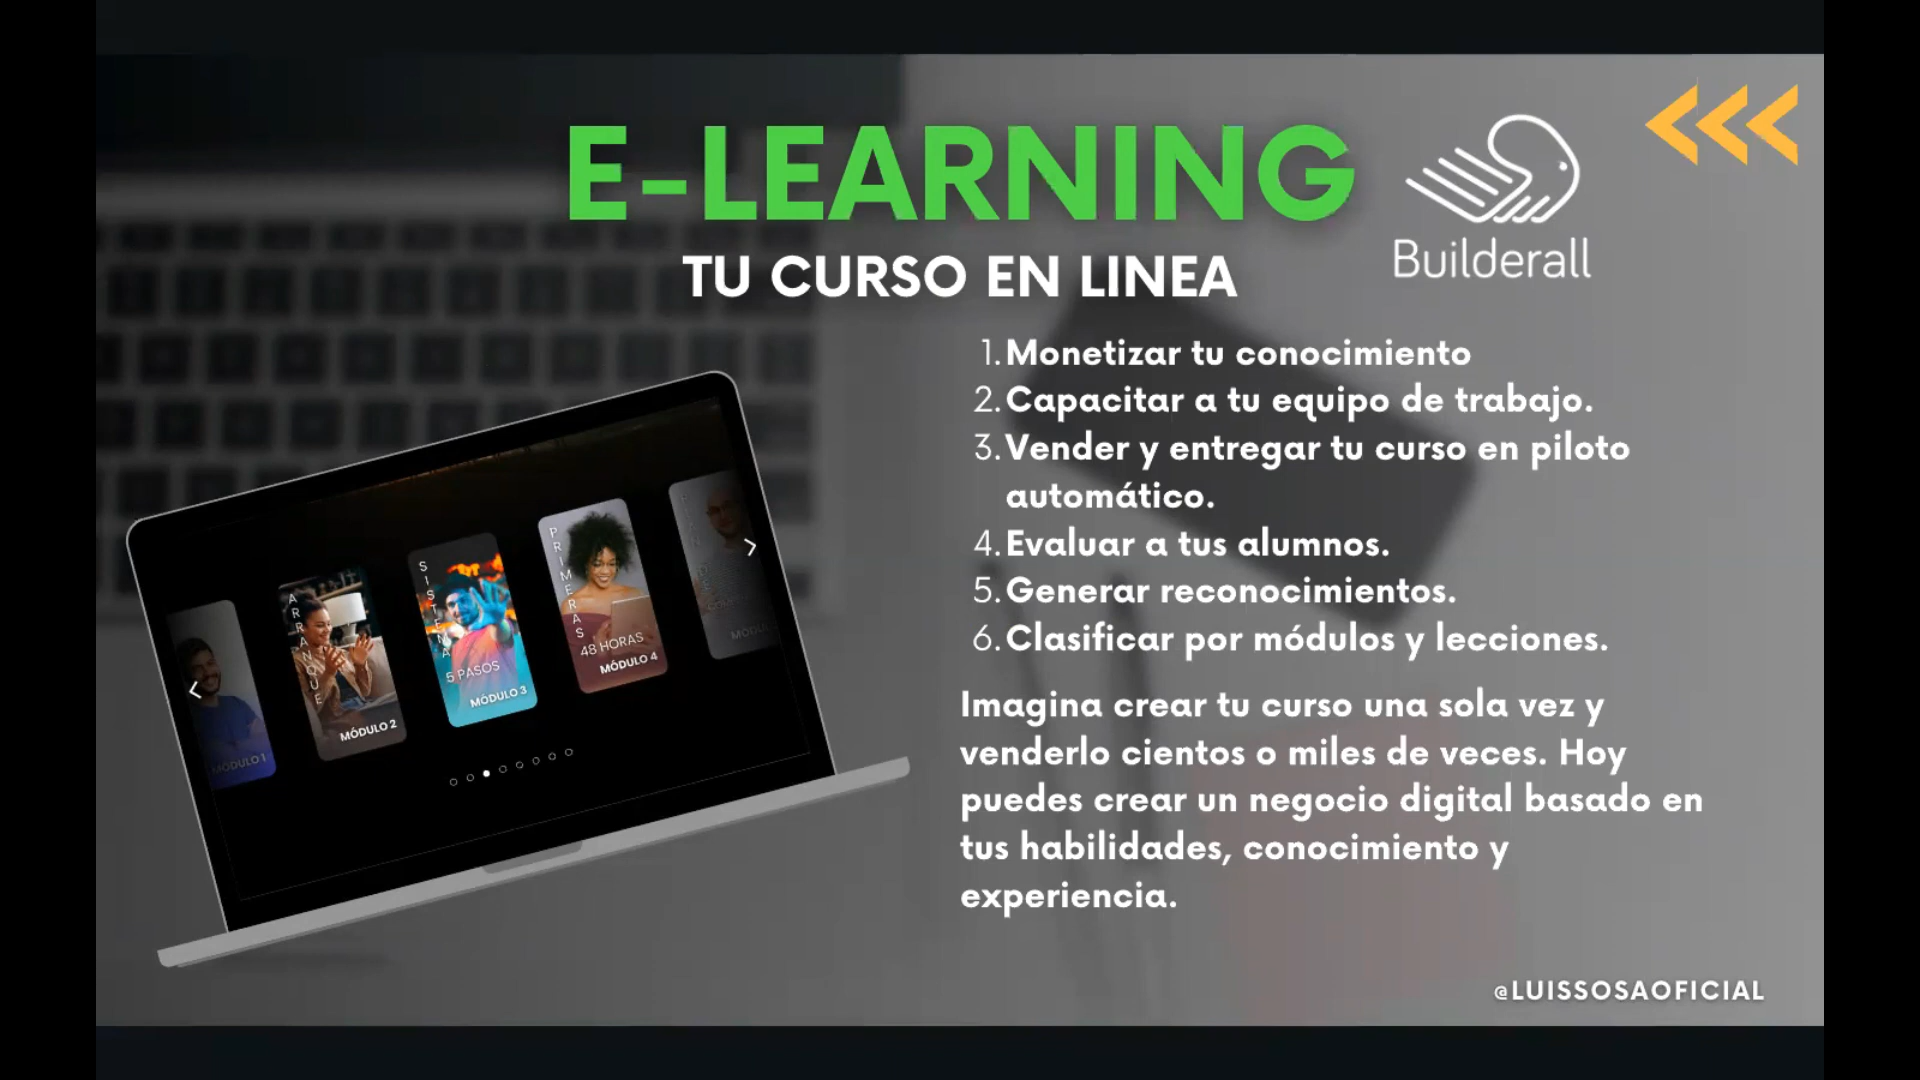 E-LEARNING
TU CURSO EN LINEA
Builderall
1. Monetizar tu conocimiento
2. Capacitar a tu equipo de trabajo.
3. Vender y entregar tu curso en piloto
automático.
4. Evaluar a tus alumnos.
5. Generar reconocimientos.
6. Clasificar por módulos y lecciones.
Imagina crear tu curso una sola vez y
venderlo cientos o miles de veces. Hoy
puedes crear un negocio digital basado en
tus habilidades, conocimiento y
experiencia.
MÓDULO 1
ARRANQUE
MÓDULO 2
SISTEMA
5 PASOS
MÓDULO 3
PRIMERAS
48 HORAS
MÓDULO 4
@LUISSOSAOFICIAL